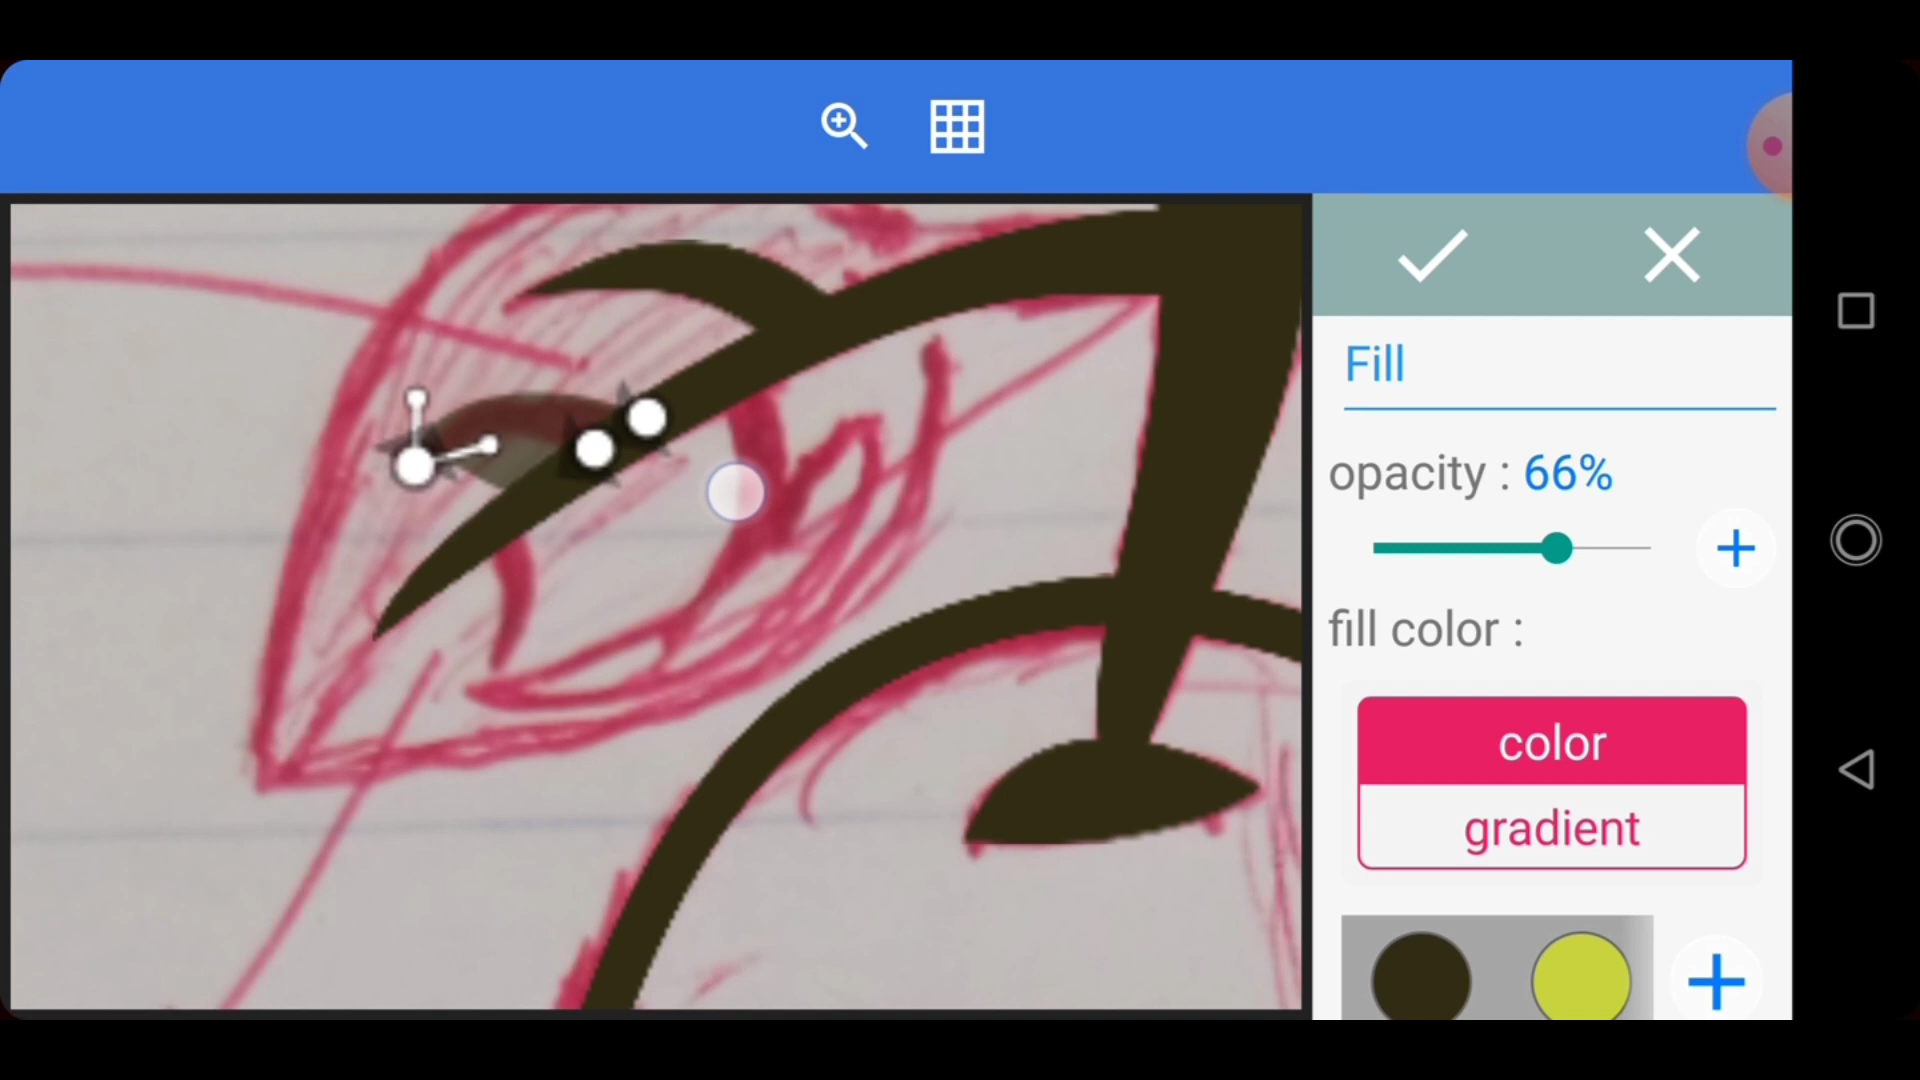 Fill
opacity : 66%
fill color :
color
gradient